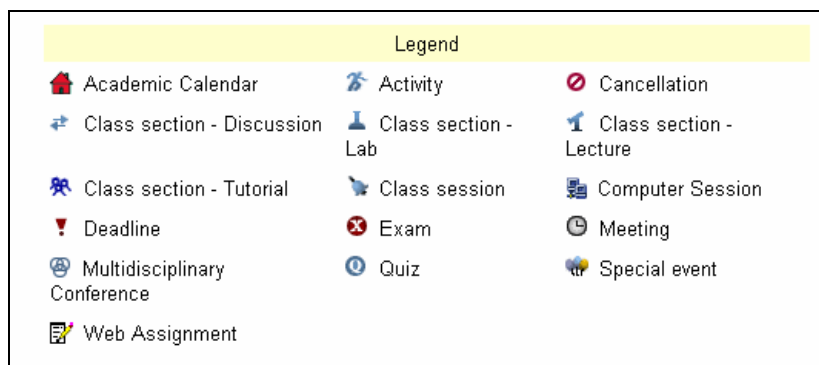 Legend
Academic Calendar
Activity
Cancellation
Class section - Discussion
Class section -
Lab
Class section -
Lecture
Class section - Tutorial
Class session
Computer Session
Deadline
Exam
Meeting
Multidisciplinary
Conference
Quiz
Special event
Web Assignment